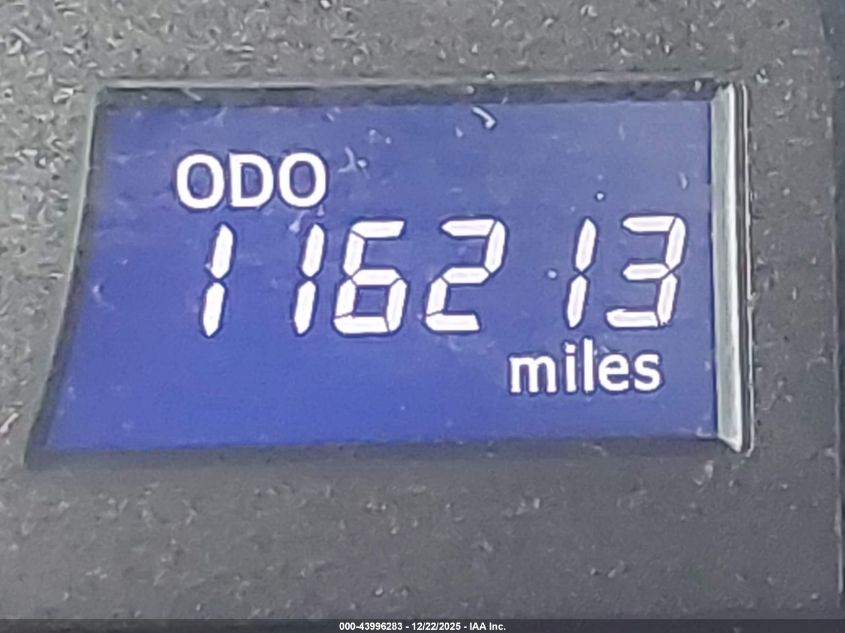 ODO
116213
miles
000-43996283 - 12/22/2025 - IAA Inc.